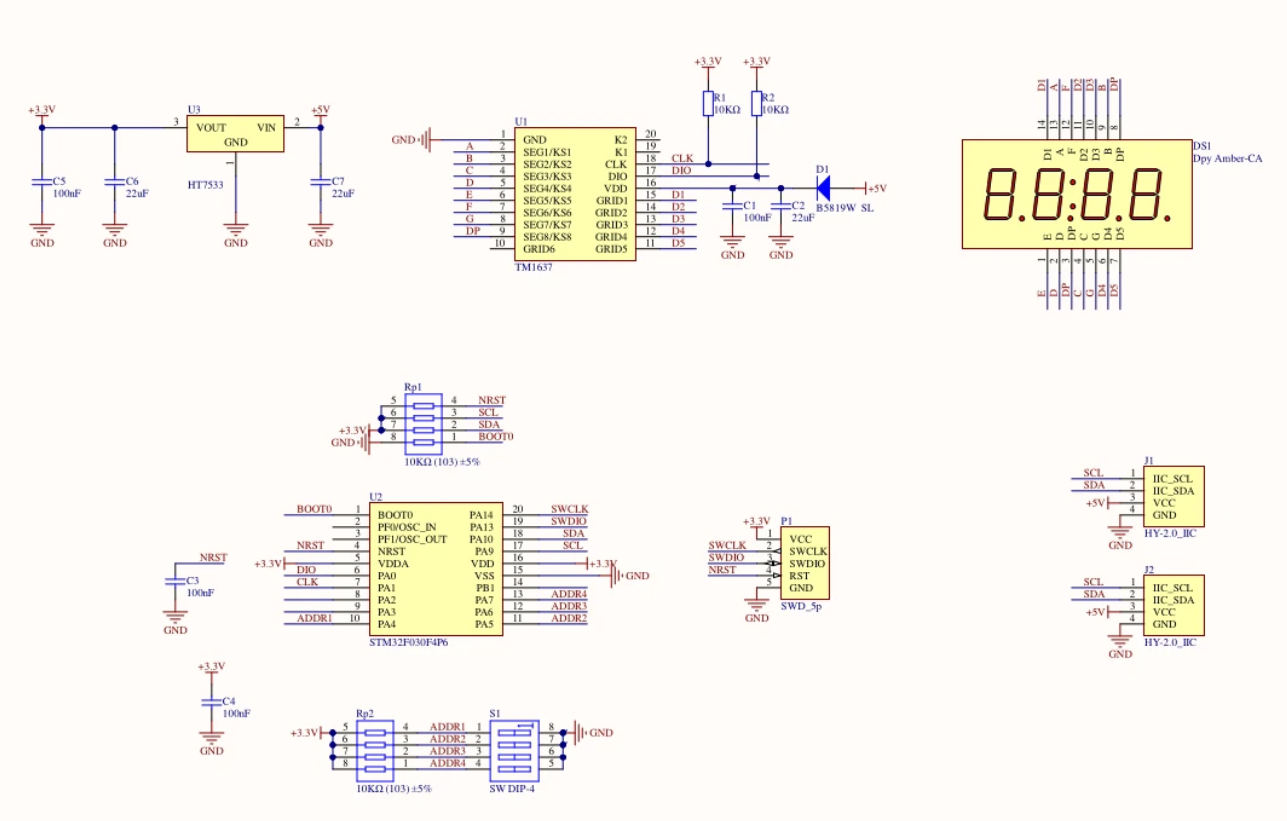 +3.3V
U3
+5V
3 VOUT VIN 2
GND
1
HT7533
C5
100nF
C6
22uF
C7
22uF
GND
GND
GND
GND
+3.3V
+3.3V
R1
10KΩ
R2
10KΩ
U1
GND
1 GND K2 20
A 2 SEG1/KS1 K1 19
B 3 SEG2/KS2 CLK 18 CLK
C 4 SEG3/KS3 DIO 17 DIO
D 5 SEG4/KS4 VDD 16
E 6 SEG5/KS5 GRID1 15 D1
F 7 SEG6/KS6 GRID2 14 D2
G 8 SEG7/KS7 GRID3 13 D3
DP 9 SEG8/KS8 GRID4 12 D4
10 GRID6 GRID5 11 D5
TM1637
D1
+5V
B5819W SL
C1
100nF
C2
22uF
GND
GND
D1 A F D2 D3 B DP
14 13 12 11 10 9 8
D1 A F D2 D3 B DP
DS1
Dpy Amber-CA
8.8:8.8.
E D DP C G D4 D5
1 2 3 4 5 6 7
E D DP C G D4 D5
Rp1
5 4 NRST
6 3 SCL
+3.3V 7 2 SDA
GND 8 1 BOOT0
10KΩ (103) ±5%
U2
BOOT0 1 BOOT0 PA14 20 SWCLK
2 PF0/OSC_IN PA13 19 SWDIO
3 PF1/OSC_OUT PA10 18 SDA
NRST 4 NRST PA9 17 SCL
+3.3V 5 VDDA VDD 16 +3.3V
DIO 6 PA0 VSS 15 GND
CLK 7 PA1 PB1 14
8 PA2 PA7 13 ADDR4
9 PA3 PA6 12 ADDR3
ADDR1 10 PA4 PA5 11 ADDR2
STM32F030F4P6
NRST
C3
100nF
GND
+3.3V
C4
100nF
GND
+3.3V
P1
1 VCC
SWCLK 2 SWCLK
SWDIO 3 SWDIO
NRST 4 RST
5 GND
GND
SWD_5p
J1
SCL 1 IIC_SCL
SDA 2 IIC_SDA
+5V 3 VCC
4 GND
GND
HY-2.0_IIC
J2
SCL 1 IIC_SCL
SDA 2 IIC_SDA
+5V 3 VCC
4 GND
GND
HY-2.0_IIC
Rp2
S1
+3.3V 5 4 ADDR1 1 8 GND
6 3 ADDR2 2 7
7 2 ADDR3 3 6
8 1 ADDR4 4 5
10KΩ (103) ±5%
SW DIP-4